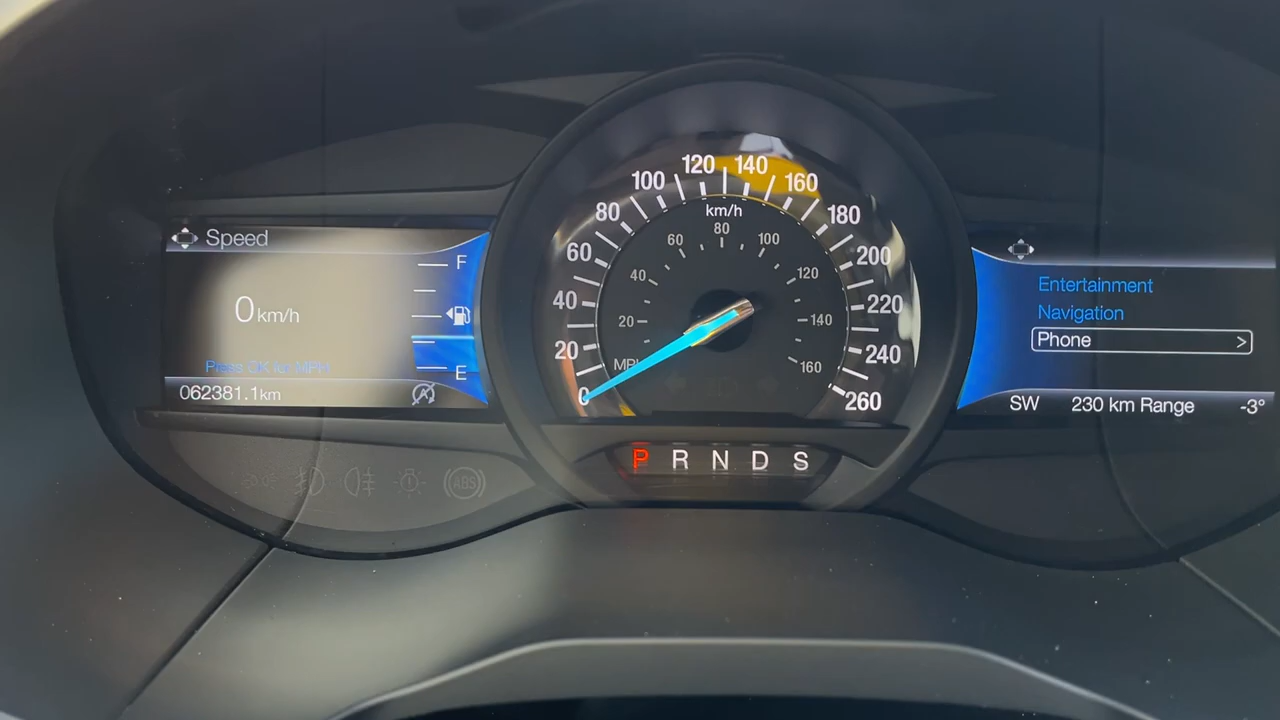 Speed
0 km/h
Press OK for MPH
062381.1km
F
E
0
20
40
60
80
100
120
140
160
180
200
220
240
260
km/h
20
40
60
80
100
120
140
160
MPH
P R N D S
ABS
Entertainment
Navigation
Phone >
SW 230 km Range -3°